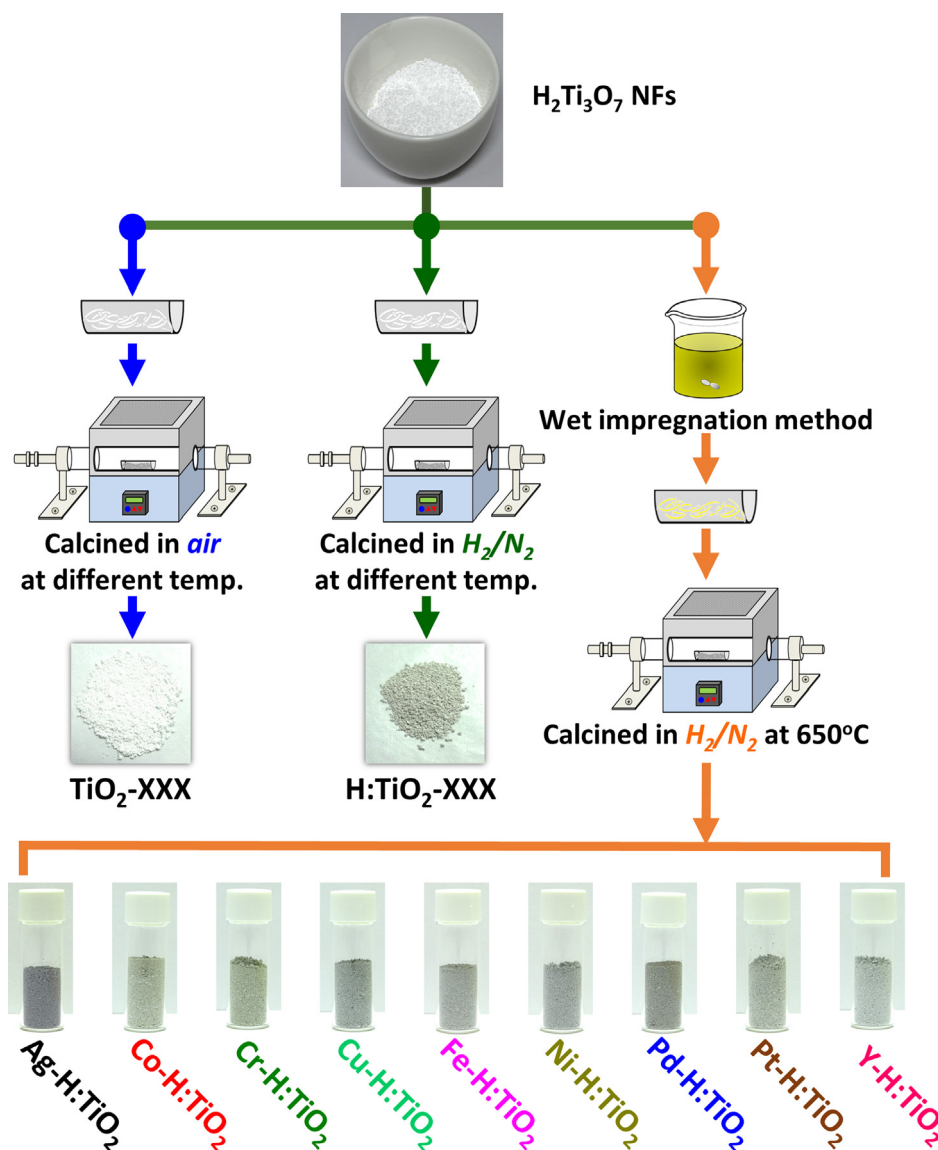 H₂Ti₃O₇ NFs
Wet impregnation method
Calcined in air
at different temp.
Calcined in H₂/N₂
at different temp.
TiO₂-XXX
H:TiO₂-XXX
Calcined in H₂/N₂ at 650°C
Ag-H:TiO₂
Co-H:TiO₂
Cr-H:TiO₂
Cu-H:TiO₂
Fe-H:TiO₂
Ni-H:TiO₂
Pd-H:TiO₂
Pt-H:TiO₂
Y-H:TiO₂